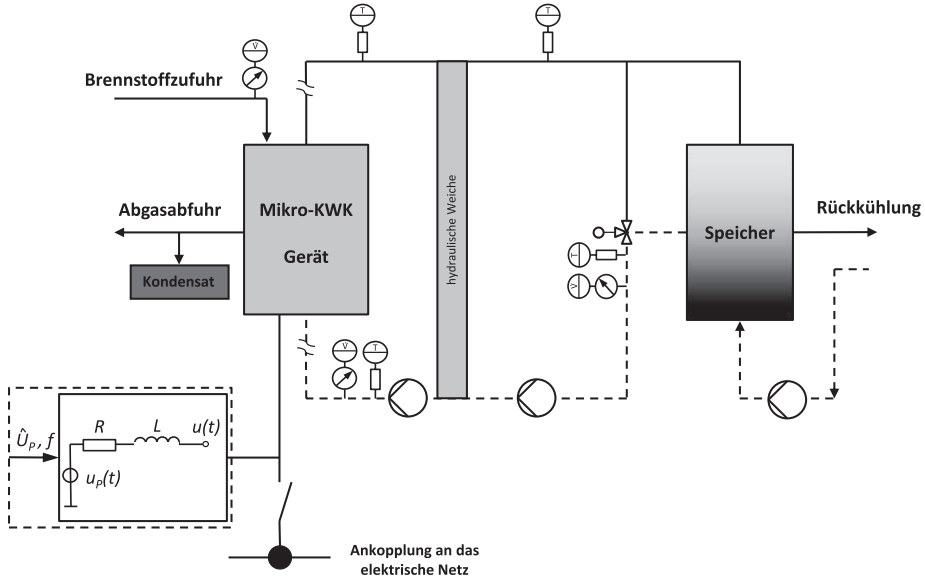 T
T
V̇
Brennstoffzufuhr
Abgasabfuhr
Mikro-KWK
Gerät
Kondensat
hydraulische Weiche
T
V̇
Speicher
Rückkühlung
V̇
T
Û_P, f
R
L
u(t)
u_P(t)
Ankopplung an das
elektrische Netz